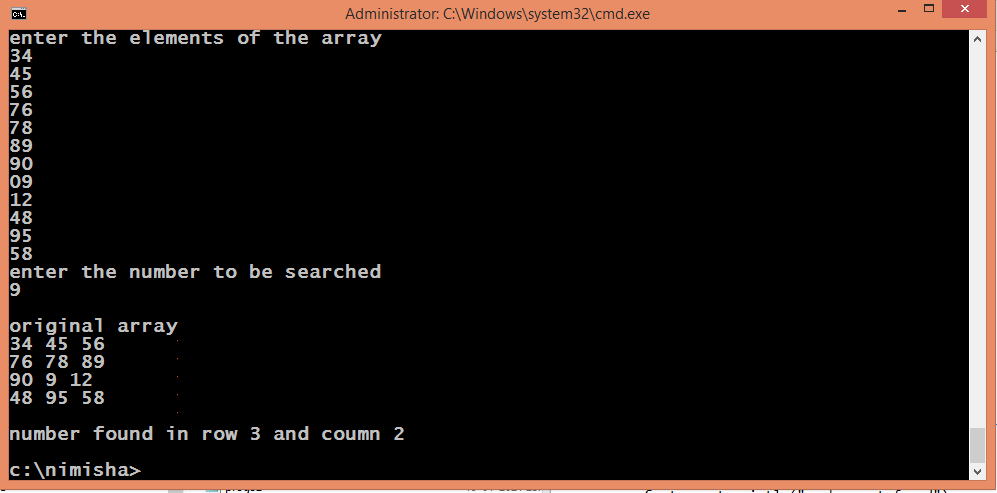 Administrator: C:\Windows\system32\cmd.exe
enter the elements of the array
34
45
56
76
78
89
90
09
12
48
95
58
enter the number to be searched
9
original array
34 45 56
76 78 89
90 9 12
48 95 58
number found in row 3 and coumn 2
c:\nimisha>